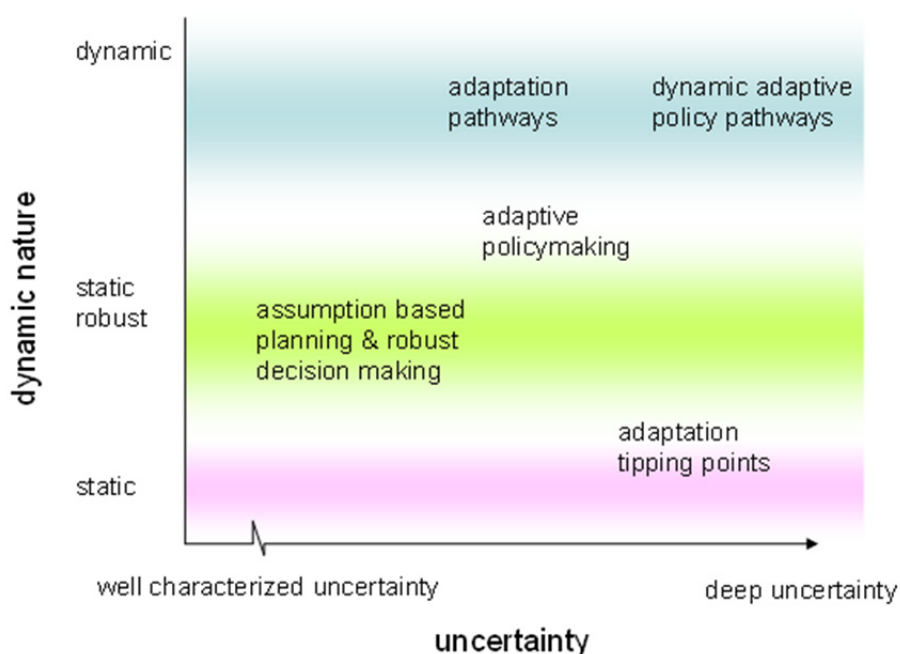 dynamic
adaptation
pathways
dynamic adaptive
policy pathways
adaptive
policymaking
static
robust
assumption based
planning & robust
decision making
adaptation
tipping points
static
dynamic nature
well characterized uncertainty
deep uncertainty
uncertainty